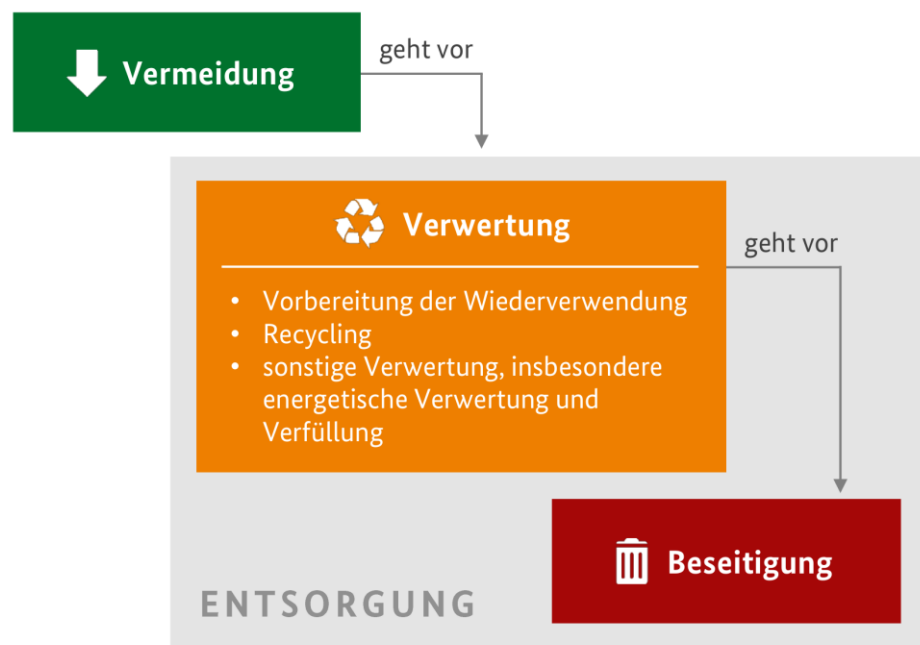 Vermeidung
geht vor
Verwertung
geht vor
• Vorbereitung der Wiederverwendung
• Recycling
• sonstige Verwertung, insbesondere
energetische Verwertung und
Verfüllung
Beseitigung
ENTSORGUNG